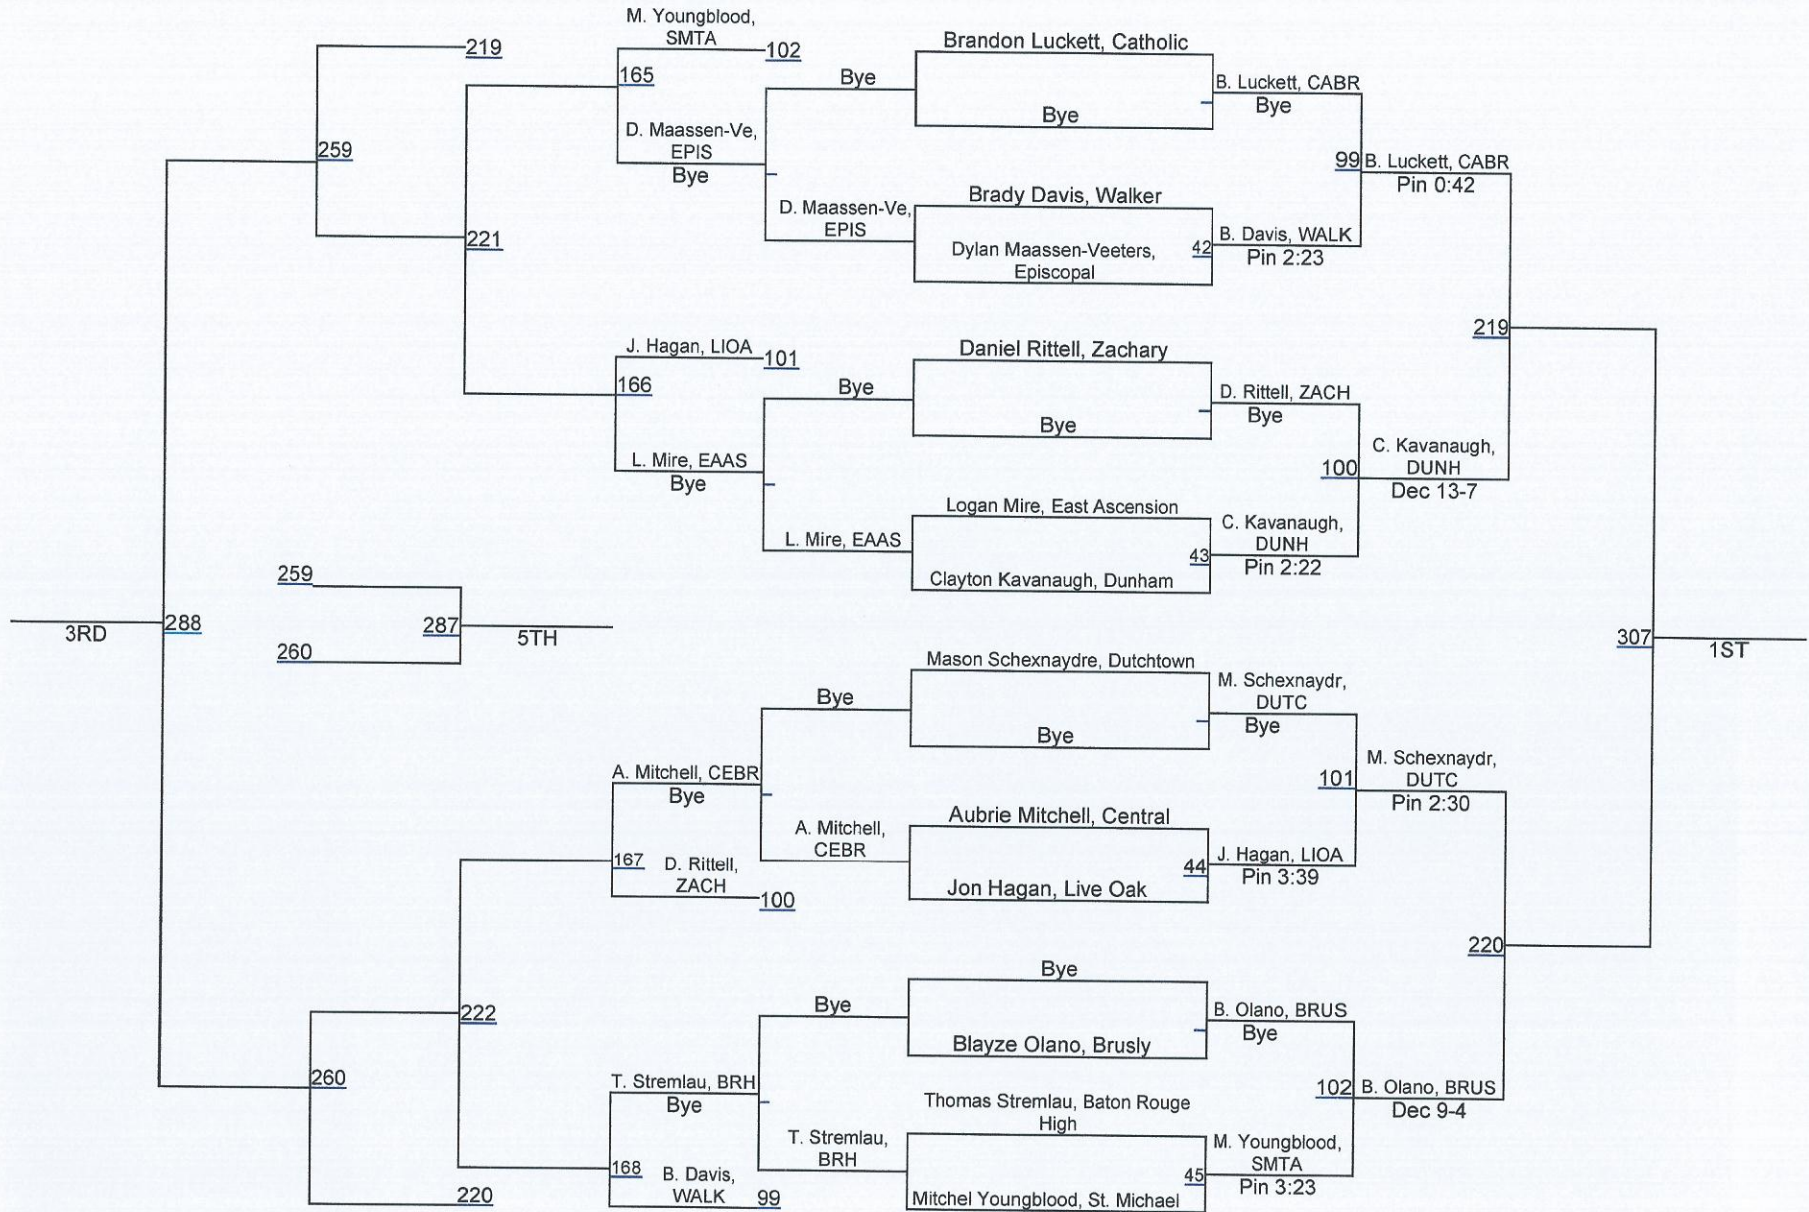 M. Youngblood,
SMTA
102
219
165
Bye
Brandon Luckett, Catholic
Bye
B. Luckett, CABR
Bye
D. Maassen-Ve,
EPIS
Bye
259
99
B. Luckett, CABR
Pin 0:42
221
D. Maassen-Ve,
EPIS
Brady Davis, Walker
Dylan Maassen-Veeters,
Episcopal
42
B. Davis, WALK
Pin 2:23
219
J. Hagan, LIOA
101
166
Bye
Daniel Rittell, Zachary
Bye
D. Rittell, ZACH
Bye
L. Mire, EAAS
Bye
100
C. Kavanaugh,
DUNH
Dec 13-7
L. Mire, EAAS
Logan Mire, East Ascension
Clayton Kavanaugh, Dunham
43
C. Kavanaugh,
DUNH
Pin 2:22
259
3RD
288
287
5TH
260
307
1ST
Bye
Mason Schexnaydre, Dutchtown
Bye
M. Schexnaydr,
DUTC
Bye
A. Mitchell, CEBR
Bye
101
M. Schexnaydr,
DUTC
Pin 2:30
A. Mitchell,
CEBR
Aubrie Mitchell, Central
Jon Hagan, Live Oak
44
J. Hagan, LIOA
Pin 3:39
167
D. Rittell,
ZACH
100
220
222
Bye
Bye
Blayze Olano, Brusly
B. Olano, BRUS
Bye
260
T. Stremlau, BRH
Bye
102
B. Olano, BRUS
Dec 9-4
T. Stremlau,
BRH
Thomas Stremlau, Baton Rouge
High
Mitchel Youngblood, St. Michael
45
M. Youngblood,
SMTA
Pin 3:23
168
B. Davis,
WALK
99
220